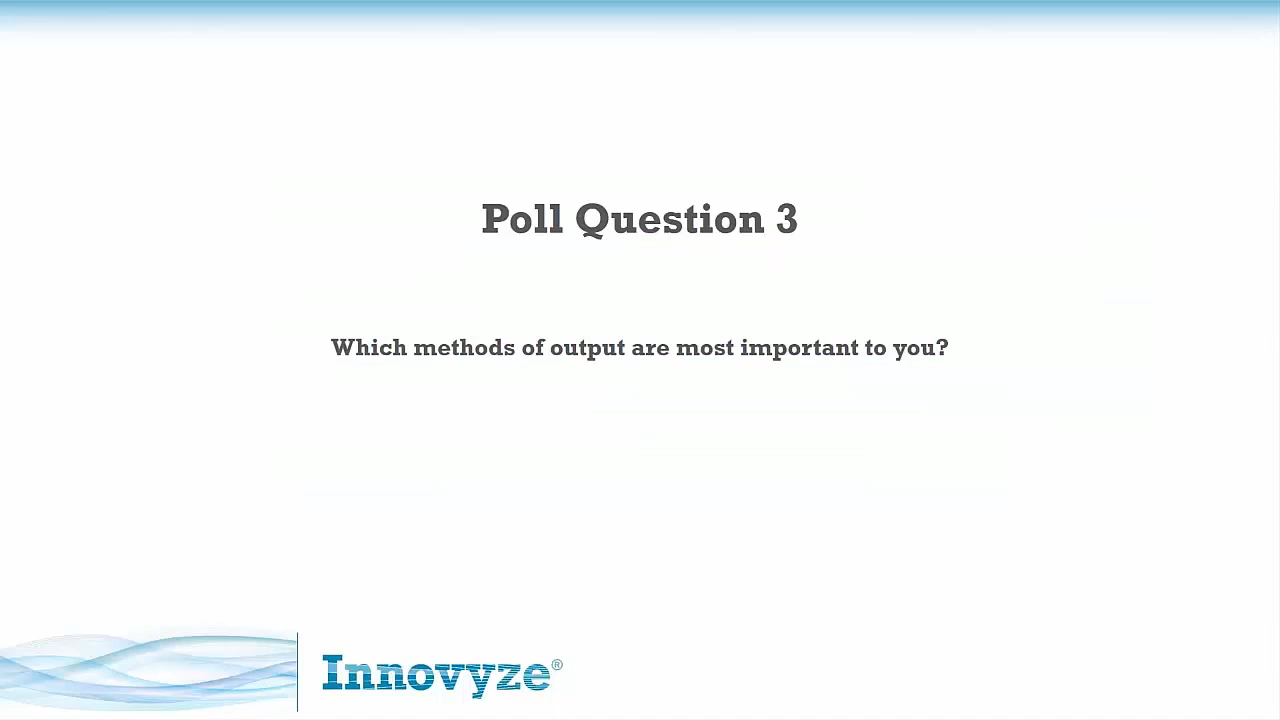 Poll Question 3
Which methods of output are most important to you?
Innovyze®